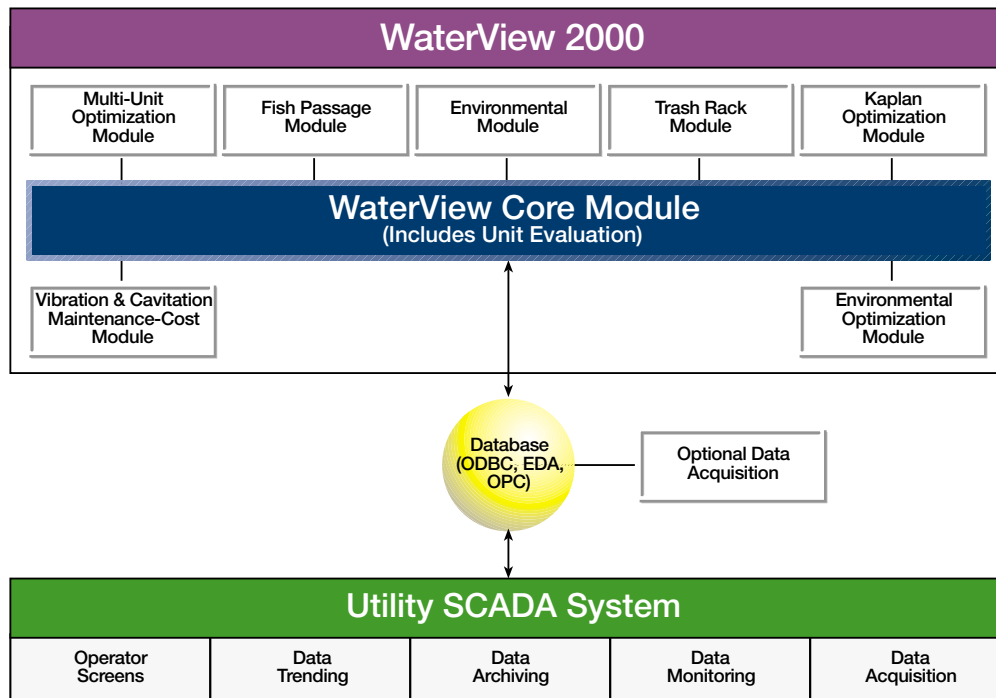 WaterView 2000
Multi-Unit
Optimization
Module
Fish Passage
Module
Environmental
Module
Trash Rack
Module
Kaplan
Optimization
Module
WaterView Core Module
(Includes Unit Evaluation)
Vibration & Cavitation
Maintenance-Cost
Module
Environmental
Optimization
Module
Database
(ODBC, EDA,
OPC)
Optional Data
Acquisition
Utility SCADA System
Operator
Screens
Data
Trending
Data
Archiving
Data
Monitoring
Data
Acquisition